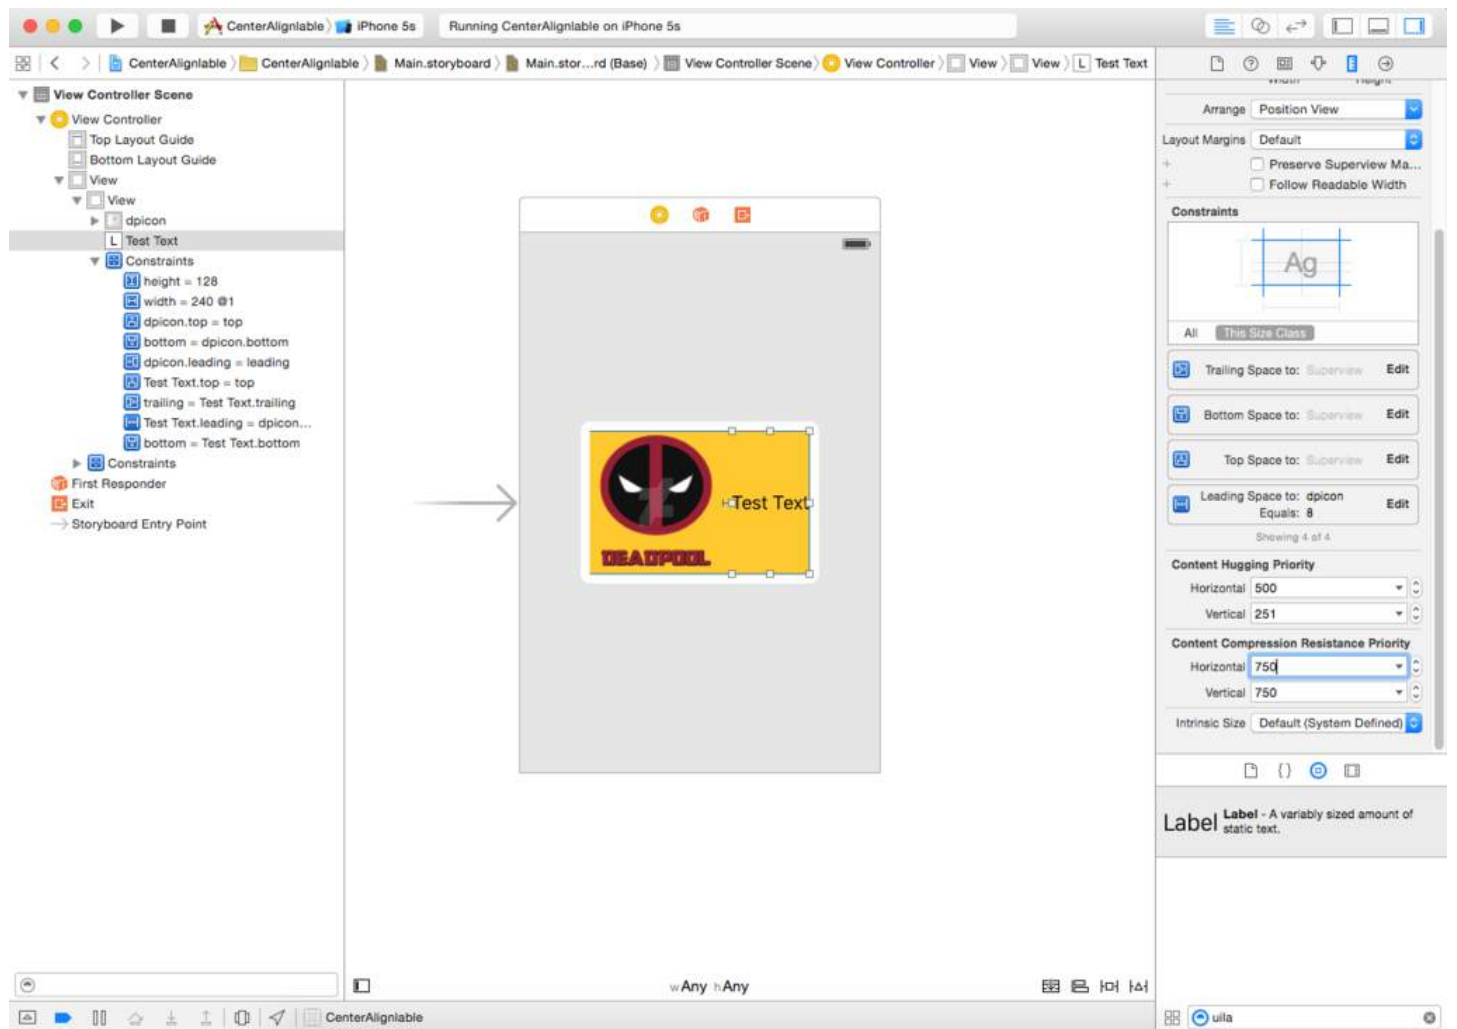 CenterAlignlable
iPhone 5s
Running CenterAlignlable on iPhone 5s
CenterAlignlable
CenterAlignlable
Main.storyboard
Main.stor...rd (Base)
View Controller Scene
View Controller
View
View
L Test Text
View Controller Scene
View Controller
Top Layout Guide
Bottom Layout Guide
View
View
dpicon
L Test Text
Constraints
height = 128
width = 240 @1
dpicon.top = top
bottom = dpicon.bottom
dpicon.leading = leading
Test Text.top = top
trailing = Test Text.trailing
Test Text.leading = dpicon...
bottom = Test Text.bottom
Constraints
First Responder
Exit
Storyboard Entry Point
Test Text
DEADPOOL
wAny hAny
CenterAlignlable
Width Height
Arrange Position View
Layout Margins Default
+ Preserve Superview Ma...
+ Follow Readable Width
Constraints
Ag
All This Size Class
Trailing Space to: Superview Edit
Bottom Space to: Superview Edit
Top Space to: Superview Edit
Leading Space to: dpicon
Equals: 8
Edit
Showing 4 of 4
Content Hugging Priority
Horizontal 500
Vertical 251
Content Compression Resistance Priority
Horizontal 750
Vertical 750
Intrinsic Size Default (System Defined)
{}
Label
Label - A variably sized amount of
static text.
uila